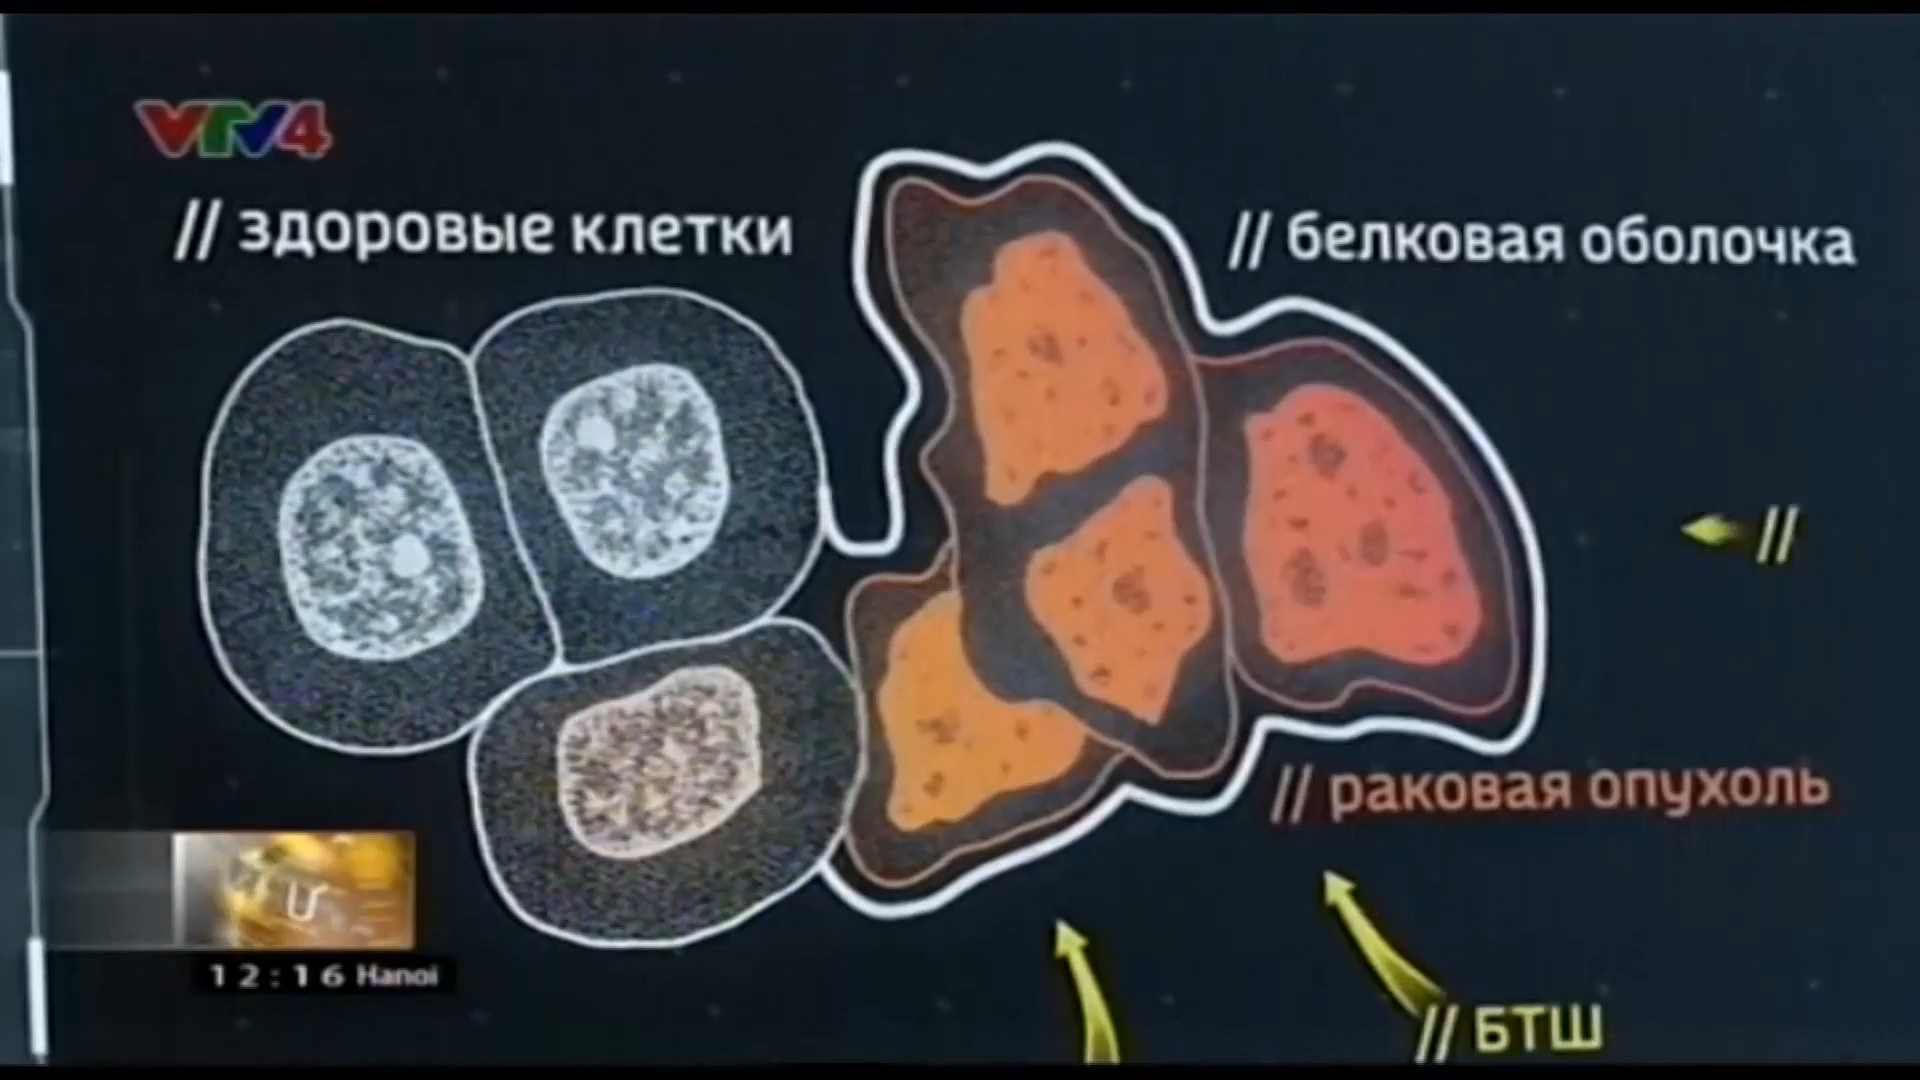 VTV4
// здоровые клетки
// белковая оболочка
//
// раковая опухоль
12:16 Hanoi
// БТШ